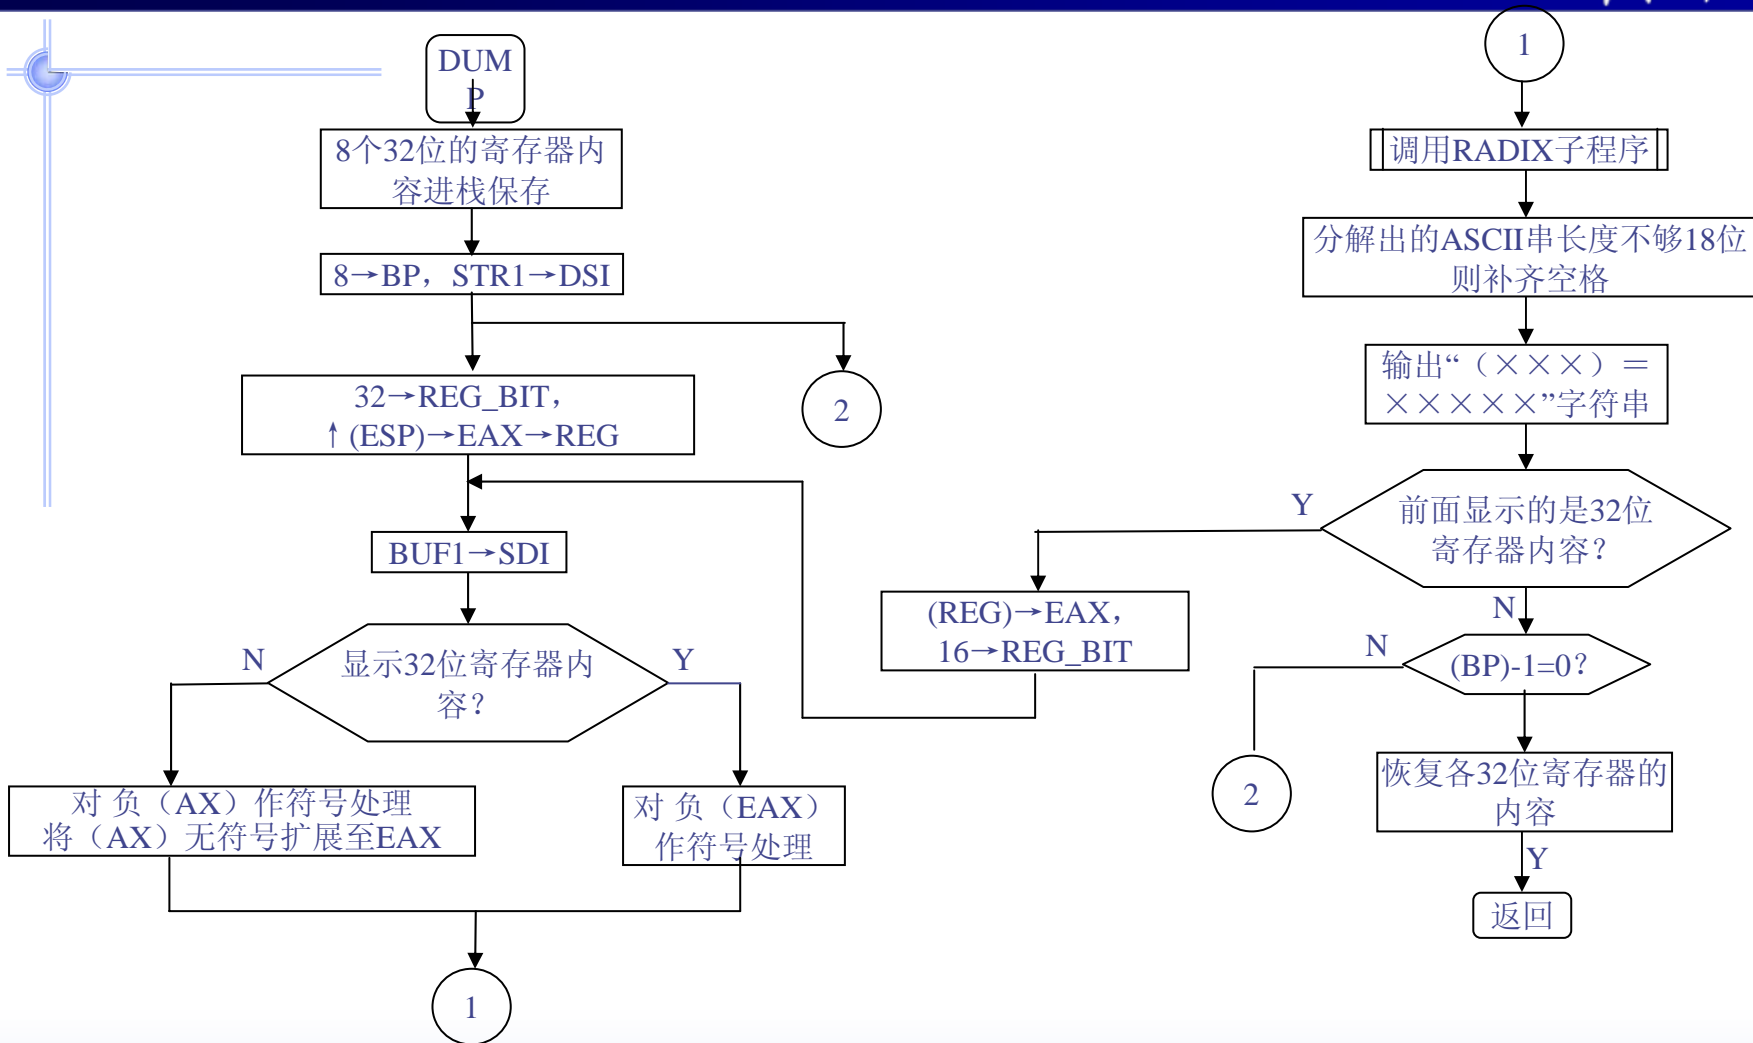 DUM
P
8个32位的寄存器内
容进栈保存
8→BP，STR1→DSI
32→REG_BIT，
↑(ESP)→EAX→REG
2
BUF1→SDI
N
显示32位寄存器内
容？
Y
对 负（AX）作符号处理
将（AX）无符号扩展至EAX
对 负（EAX）
作符号处理
1
1
调用RADIX子程序
分解出的ASCII串长度不够18位
则补齐空格
输出“（×××）＝
×××××”字符串
Y
前面显示的是32位
寄存器内容？
(REG)→EAX，
16→REG_BIT
N
N
(BP)-1=0？
2
恢复各32位寄存器的
内容
Y
返回